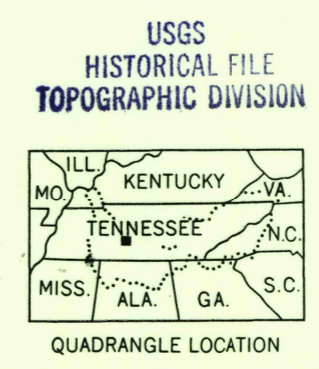 USGS
HISTORICAL FILE
TOPOGRAPHIC DIVISION
ILL.
KENTUCKY
MO.
VA.
TENNESSEE
N.C.
MISS.
ALA.
GA.
S.C.
QUADRANGLE LOCATION